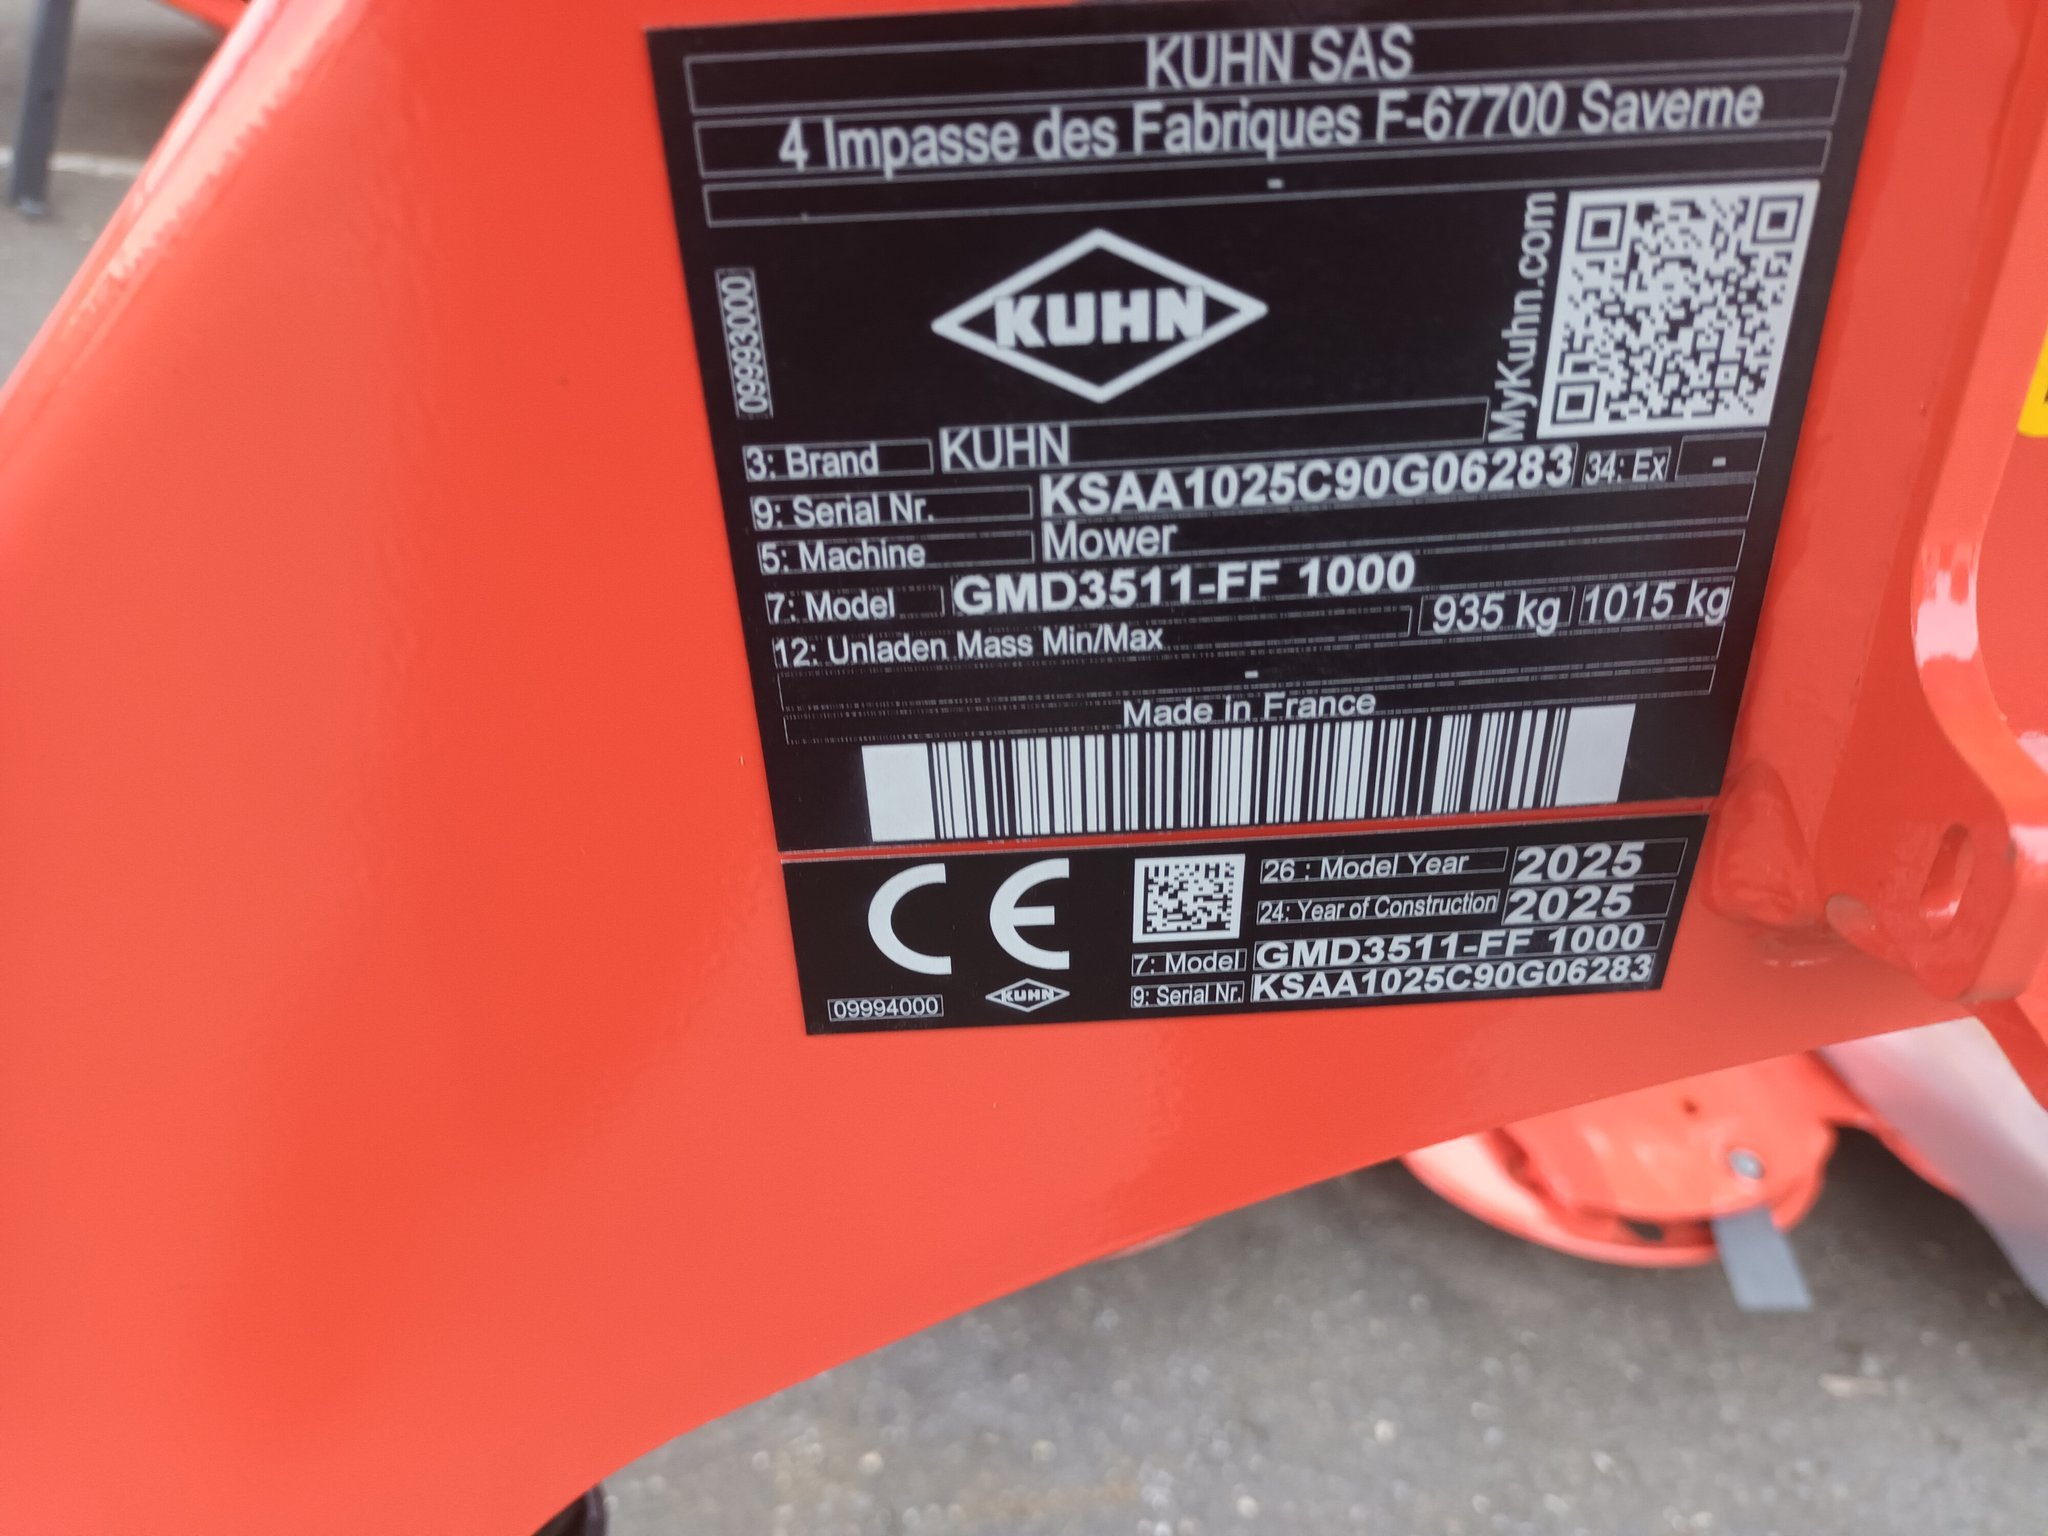 KUHN SAS
4 Impasse des Fabriques F-67700 Saverne
-
09993000
KUHN
MyKuhn.com
3: Brand KUHN
9: Serial Nr. KSAA1025C90G06283 34: Ex -
5: Machine Mower
7: Model GMD3511-FF 1000
12: Unladen Mass Min/Max 935 kg 1015 kg
-
Made in France
CE
26 : Model Year 2025
24: Year of Construction 2025
7: Model GMD3511-FF 1000
9: Serial Nr. KSAA1025C90G06283
09994000
KUHN